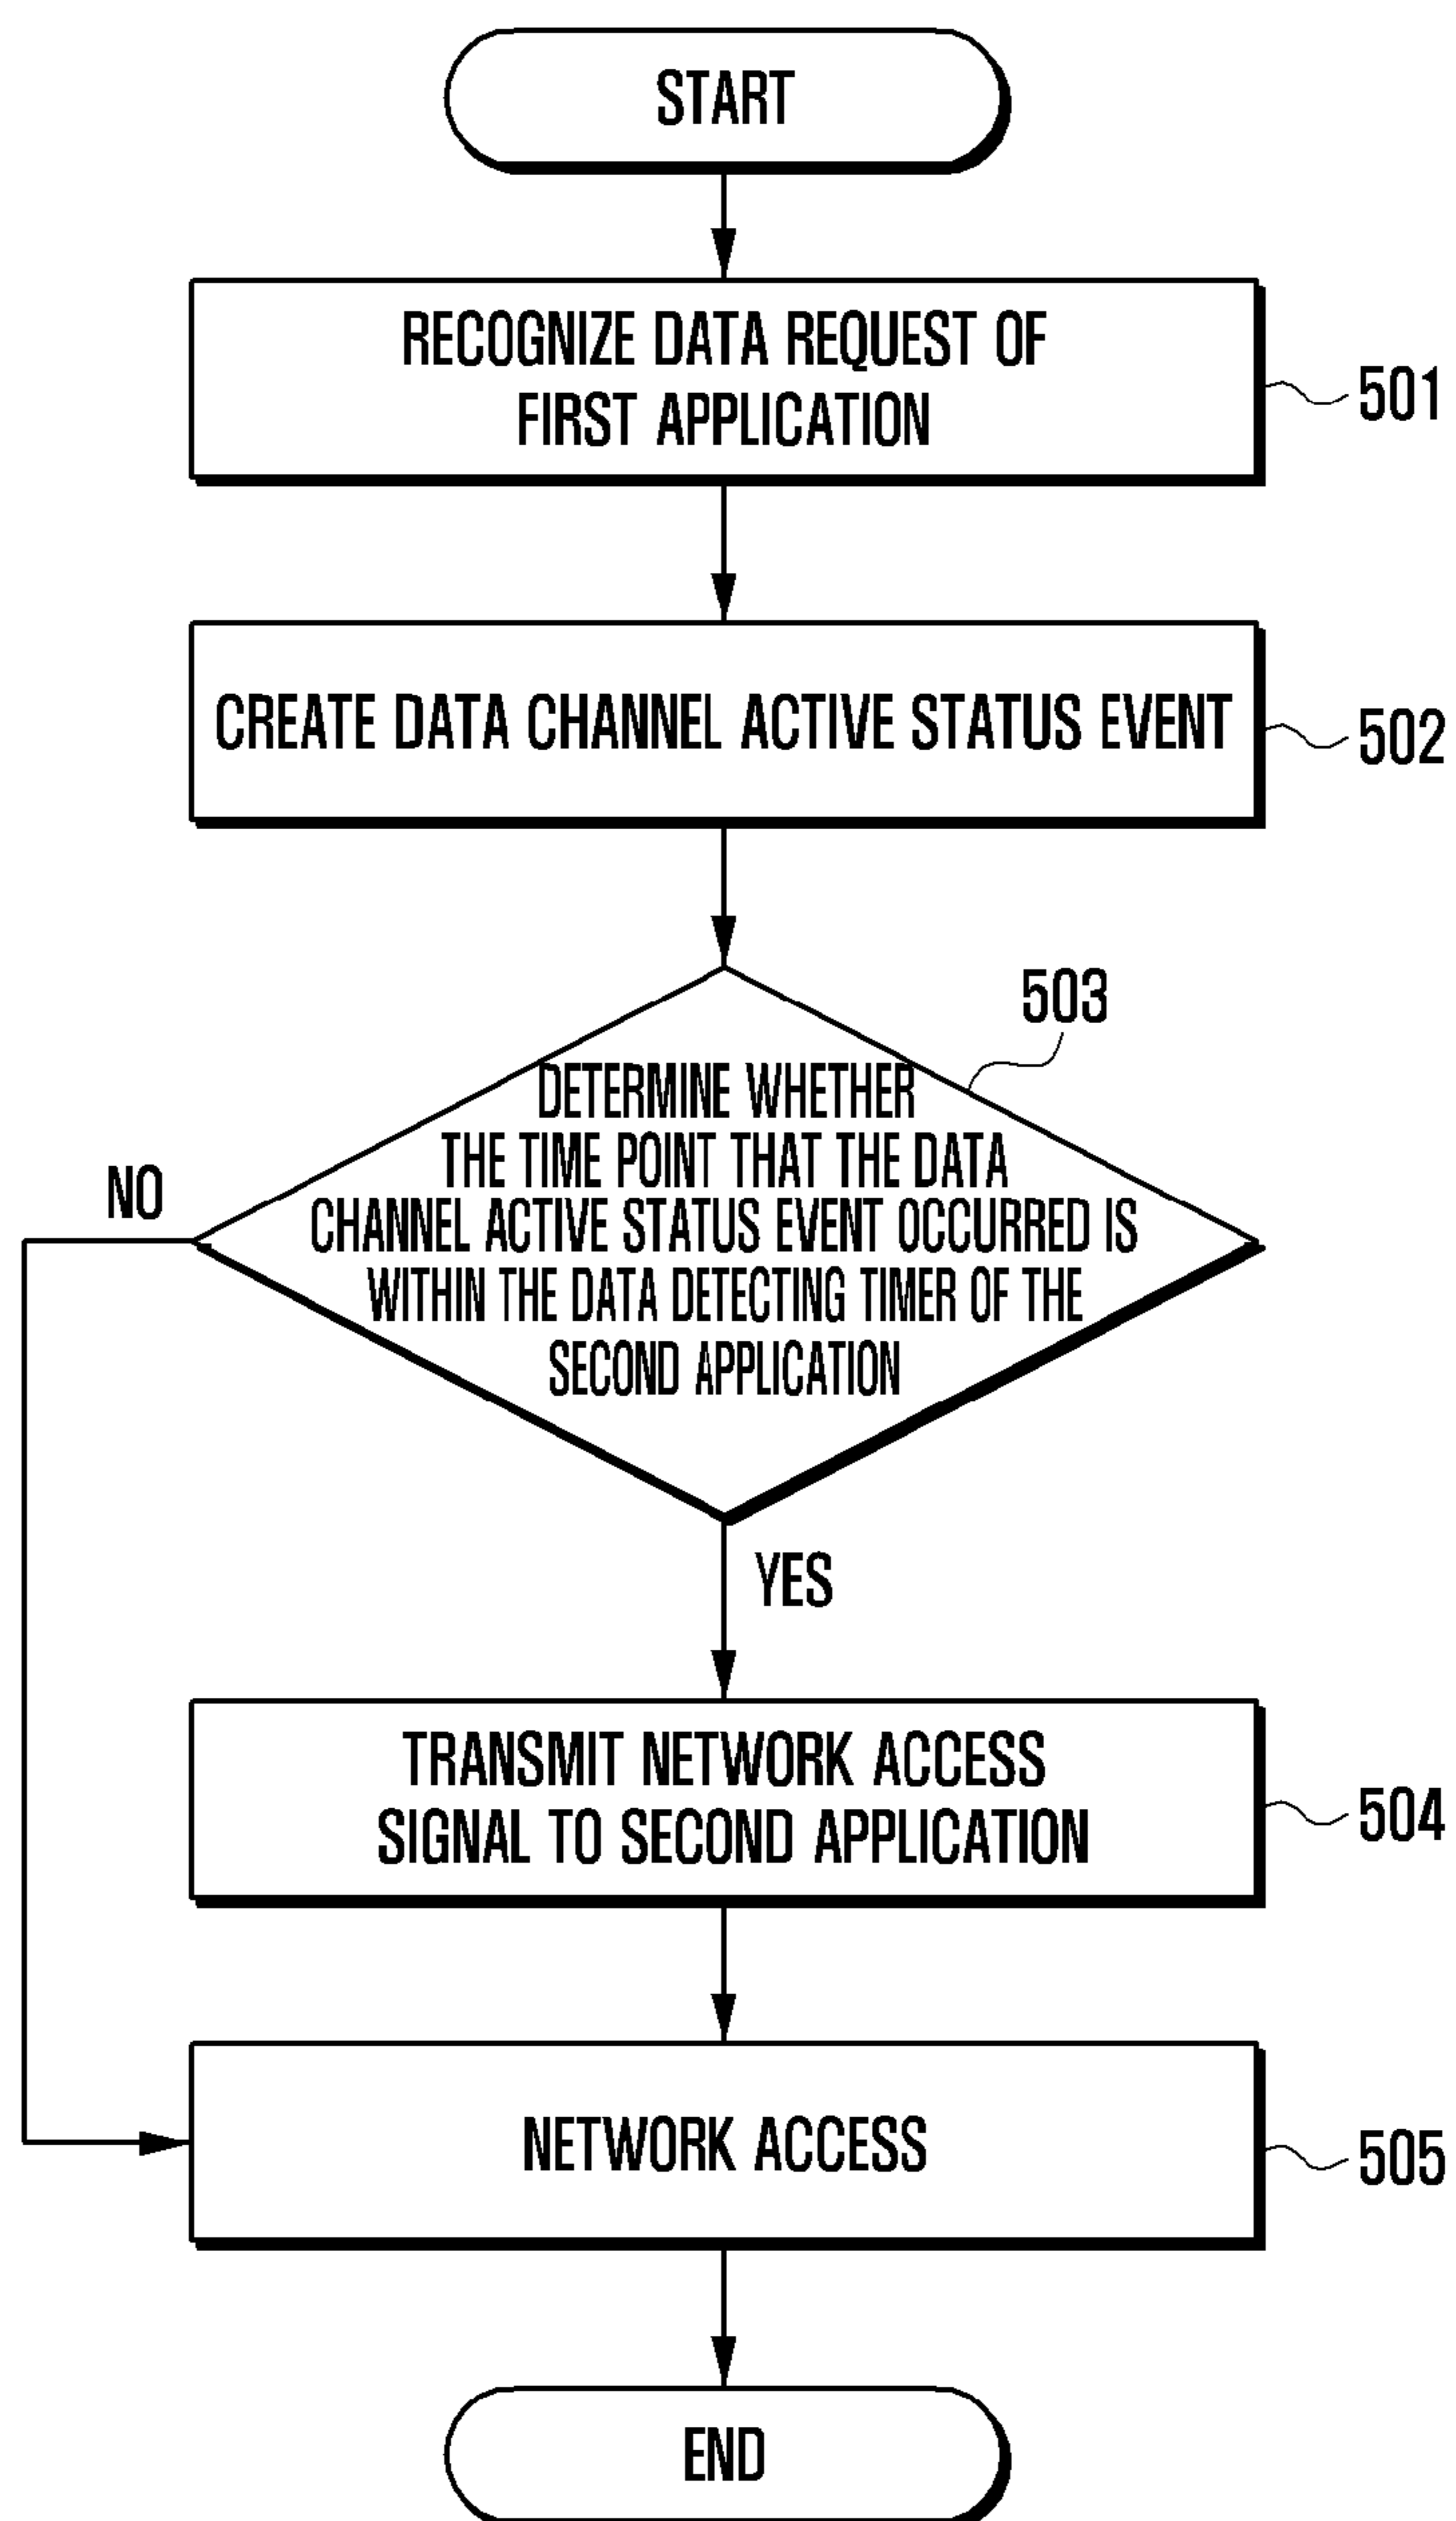 START
RECOGNIZE DATA REQUEST OF
FIRST APPLICATION
501
CREATE DATA CHANNEL ACTIVE STATUS EVENT
502
503
DETERMINE WHETHER
THE TIME POINT THAT THE DATA
CHANNEL ACTIVE STATUS EVENT OCCURRED IS
WITHIN THE DATA DETECTING TIMER OF THE
SECOND APPLICATION
NO
YES
TRANSMIT NETWORK ACCESS
SIGNAL TO SECOND APPLICATION
504
NETWORK ACCESS
505
END